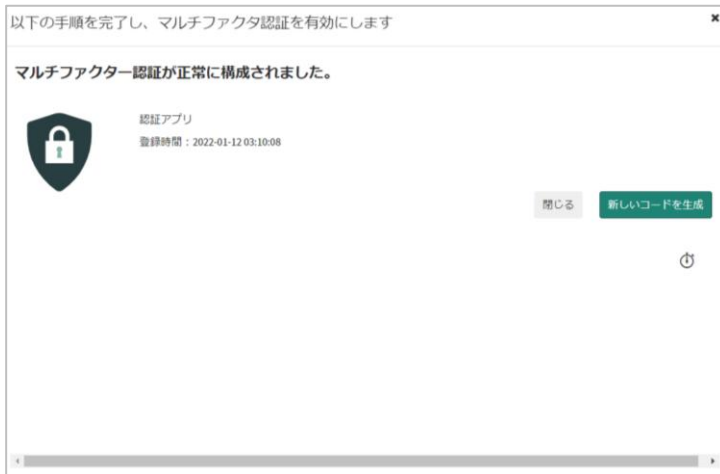 以下の手順を完了し、マルチファクタ認証を有効にします
マルチファクター認証が正常に構成されました。
認証アプリ
登録時間：2022-01-12 03:10:08
閉じる
新しいコードを生成